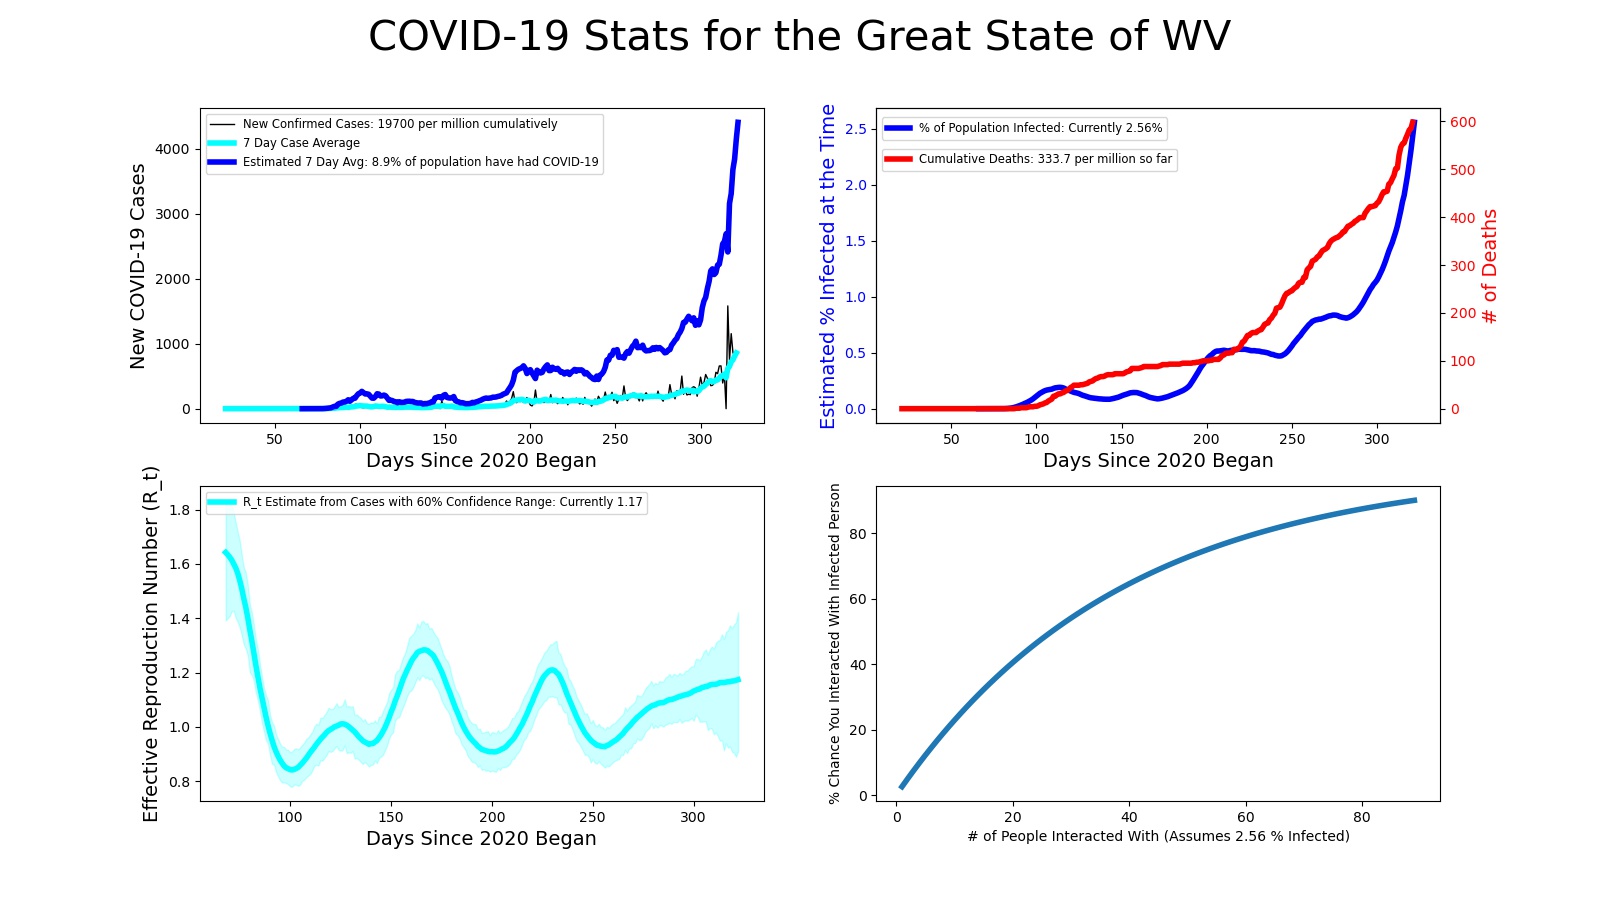 COVID-19 Stats for the Great State of WV
New COVID-19 Cases
4000
3000
2000
1000
0
New Confirmed Cases: 19700 per million cumulatively
7 Day Case Average
Estimated 7 Day Avg: 8.9% of population have had COVID-19
50 100 150 200 250 300
Days Since 2020 Began
Estimated % Infected at the Time
2.5
2.0
1.5
1.0
0.5
0.0
% of Population Infected: Currently 2.56%
Cumulative Deaths: 333.7 per million so far
600
500
400
300
200
100
0
# of Deaths
50 100 150 200 250 300
Days Since 2020 Began
Effective Reproduction Number (R_t)
1.8
1.6
1.4
1.2
1.0
0.8
R_t Estimate from Cases with 60% Confidence Range: Currently 1.17
100 150 200 250 300
Days Since 2020 Began
% Chance You Interacted With Infected Person
80
60
40
20
0
0 20 40 60 80
# of People Interacted With (Assumes 2.56 % Infected)